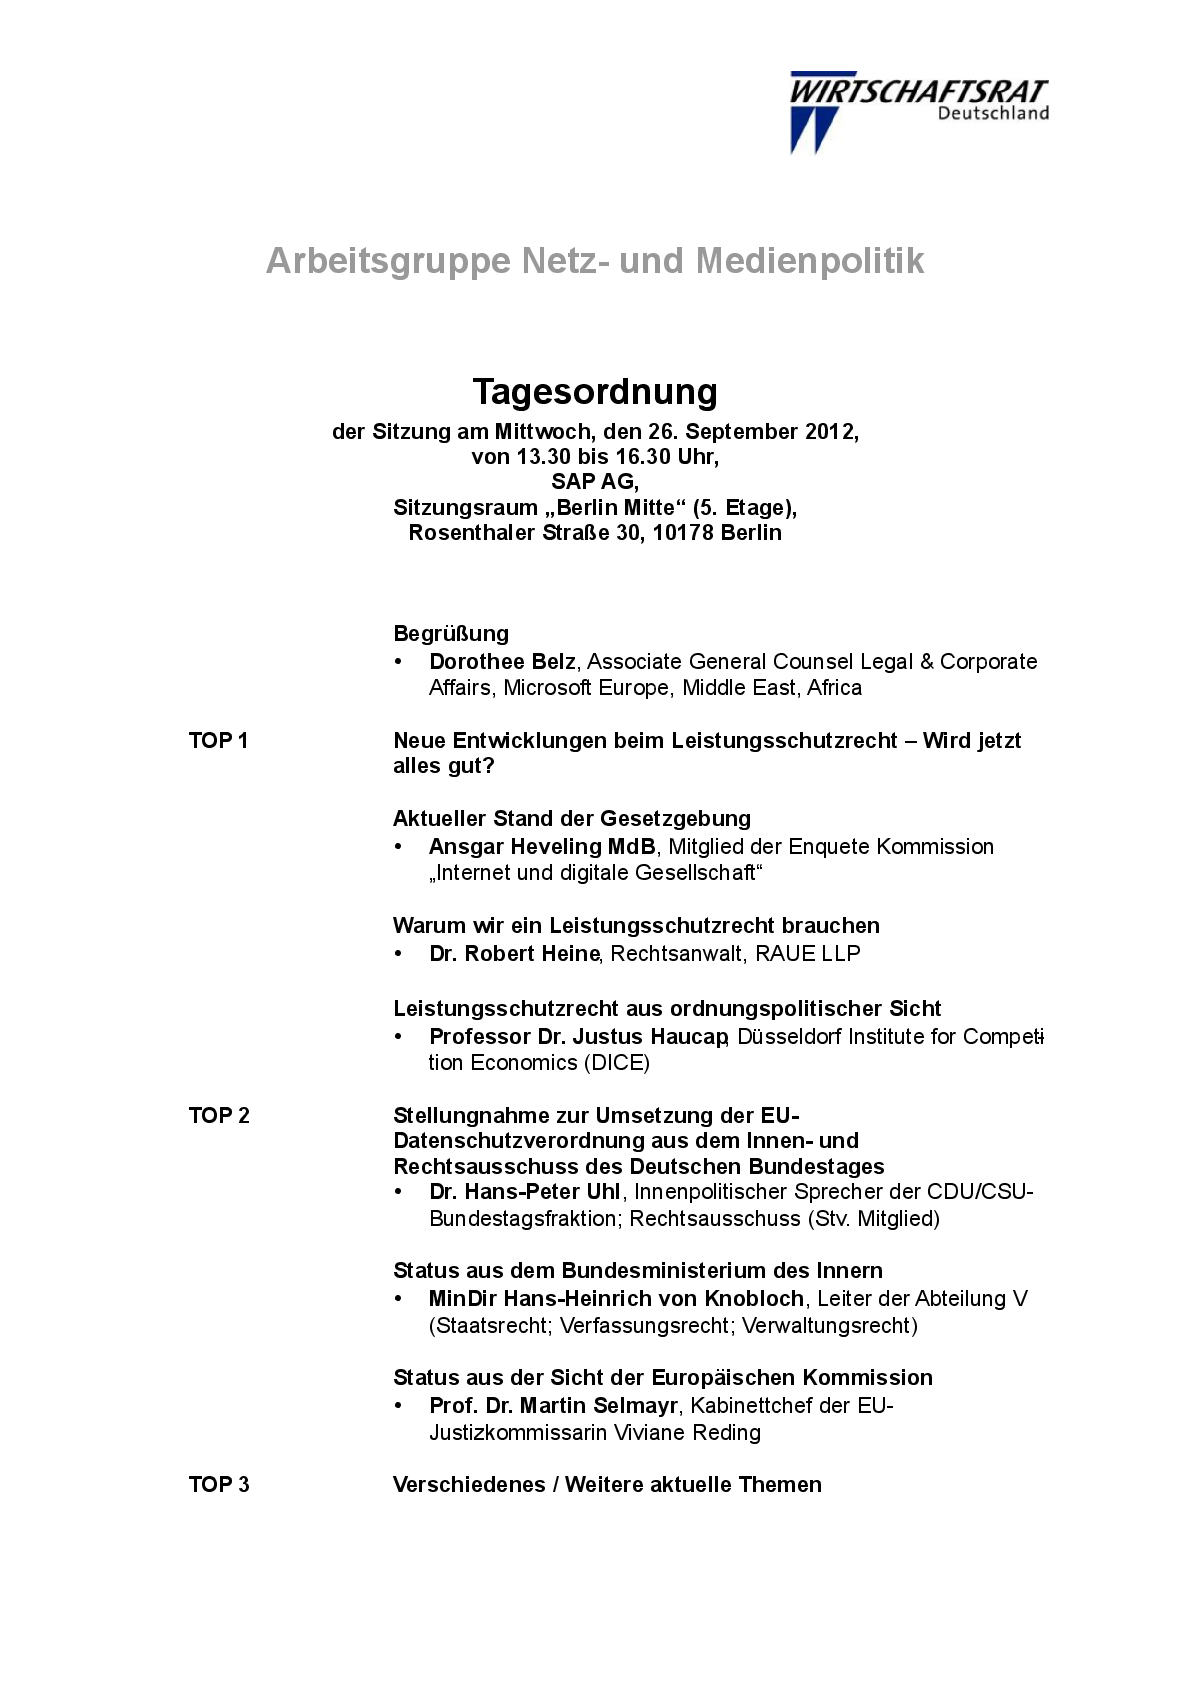 WIRTSCHAFTSRAT
Deutschland
Arbeitsgruppe Netz- und Medienpolitik
Tagesordnung
der Sitzung am Mittwoch, den 26. September 2012,
von 13.30 bis 16.30 Uhr,
SAP AG,
Sitzungsraum „Berlin Mitte“ (5. Etage),
Rosenthaler Straße 30, 10178 Berlin
Begrüßung
• Dorothee Belz, Associate General Counsel Legal & Corporate
Affairs, Microsoft Europe, Middle East, Africa
TOP 1 Neue Entwicklungen beim Leistungsschutzrecht – Wird jetzt
alles gut?
Aktueller Stand der Gesetzgebung
• Ansgar Heveling MdB, Mitglied der Enquete Kommission
„Internet und digitale Gesellschaft“
Warum wir ein Leistungsschutzrecht brauchen
• Dr. Robert Heine, Rechtsanwalt, RAUE LLP
Leistungsschutzrecht aus ordnungspolitischer Sicht
• Professor Dr. Justus Haucap, Düsseldorf Institute for Competi-
tion Economics (DICE)
TOP 2 Stellungnahme zur Umsetzung der EU-
Datenschutzverordnung aus dem Innen- und
Rechtsausschuss des Deutschen Bundestages
• Dr. Hans-Peter Uhl, Innenpolitischer Sprecher der CDU/CSU-
Bundestagsfraktion; Rechtsausschuss (Stv. Mitglied)
Status aus dem Bundesministerium des Innern
• MinDir Hans-Heinrich von Knobloch, Leiter der Abteilung V
(Staatsrecht; Verfassungsrecht; Verwaltungsrecht)
Status aus der Sicht der Europäischen Kommission
• Prof. Dr. Martin Selmayr, Kabinettchef der EU-
Justizkommissarin Viviane Reding
TOP 3 Verschiedenes / Weitere aktuelle Themen